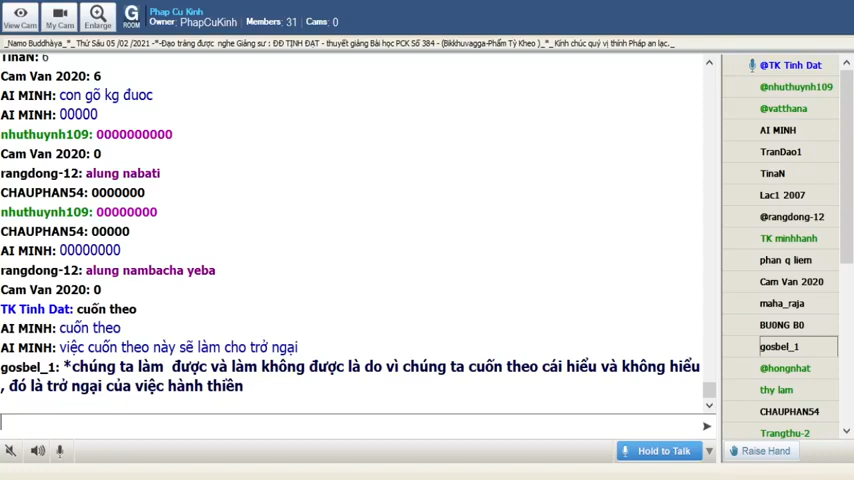 View Cam
My Cam
Enlarge
G
ROOM
Phap Cu Kinh
Owner: PhapCuKinh , Members: 31 Cams: 0
_Namo Buddhàya_*_ Thứ Sáu 05 /02 /2021 -*-Đạo tràng được nghe Giảng sư : ĐĐ TỊNH ĐẠT - thuyết giảng Bài học PCK Số 384 - (Bikkhuvagga-Phẩm Tỳ Kheo )_*_ Kính chúc quý vị thính Pháp an lạc._
TinaN: 6
Cam Van 2020: 6
AI MINH: con gõ kg đuoc
AI MINH: 00000
nhuthuynh109: 0000000000
Cam Van 2020: 0
rangdong-12: alung nabati
CHAUPHAN54: 0000000
nhuthuynh109: 00000000
CHAUPHAN54: 00000
AI MINH: 00000000
rangdong-12: alung nambacha yeba
Cam Van 2020: 0
TK Tinh Dat: cuốn theo
AI MINH: cuốn theo
AI MINH: việc cuốn theo này sẽ làm cho trở ngại
gosbel_1: *chúng ta làm được và làm không được là do vì chúng ta cuốn theo cái hiểu và không hiểu
, đó là trở ngại của việc hành thiền
Hold to Talk
@TK Tinh Dat
@nhuthuynh109
@vatthana
AI MINH
TranDao1
TinaN
Lac1 2007
@rangdong-12
TK minhhanh
phan q liem
Cam Van 2020
maha_raja
BU0NG B0
gosbel_1
@hongnhat
thy lam
CHAUPHAN54
Trangthu-2
Raise Hand